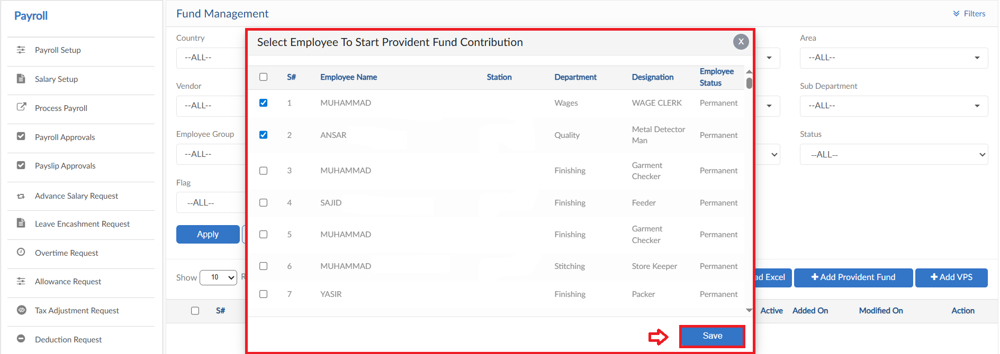 Payroll
Payroll Setup
Salary Setup
Process Payroll
Payroll Approvals
Payslip Approvals
Advance Salary Request
Leave Encashment Request
Overtime Request
Allowance Request
Tax Adjustment Request
Deduction Request
Fund Management
Filters
Country
--ALL--
Vendor
--ALL--
Employee Group
--ALL--
Flag
--ALL--
Apply
Area
--ALL--
Sub Department
--ALL--
Status
--ALL--
Select Employee To Start Provident Fund Contribution
X
S# Employee Name Station Department Designation Employee Status
1 MUHAMMAD Wages WAGE CLERK Permanent
2 ANSAR Quality Metal Detector Man Permanent
3 MUHAMMAD Finishing Garment Checker Permanent
4 SAJID Finishing Feeder Permanent
5 MUHAMMAD Finishing Garment Checker Permanent
6 MUHAMMAD Stitching Store Keeper Permanent
7 YASIR Finishing Packer Permanent
Save
Show 10 R
ad Excel
Add Provident Fund
Add VPS
S# Active Added On Modified On Action